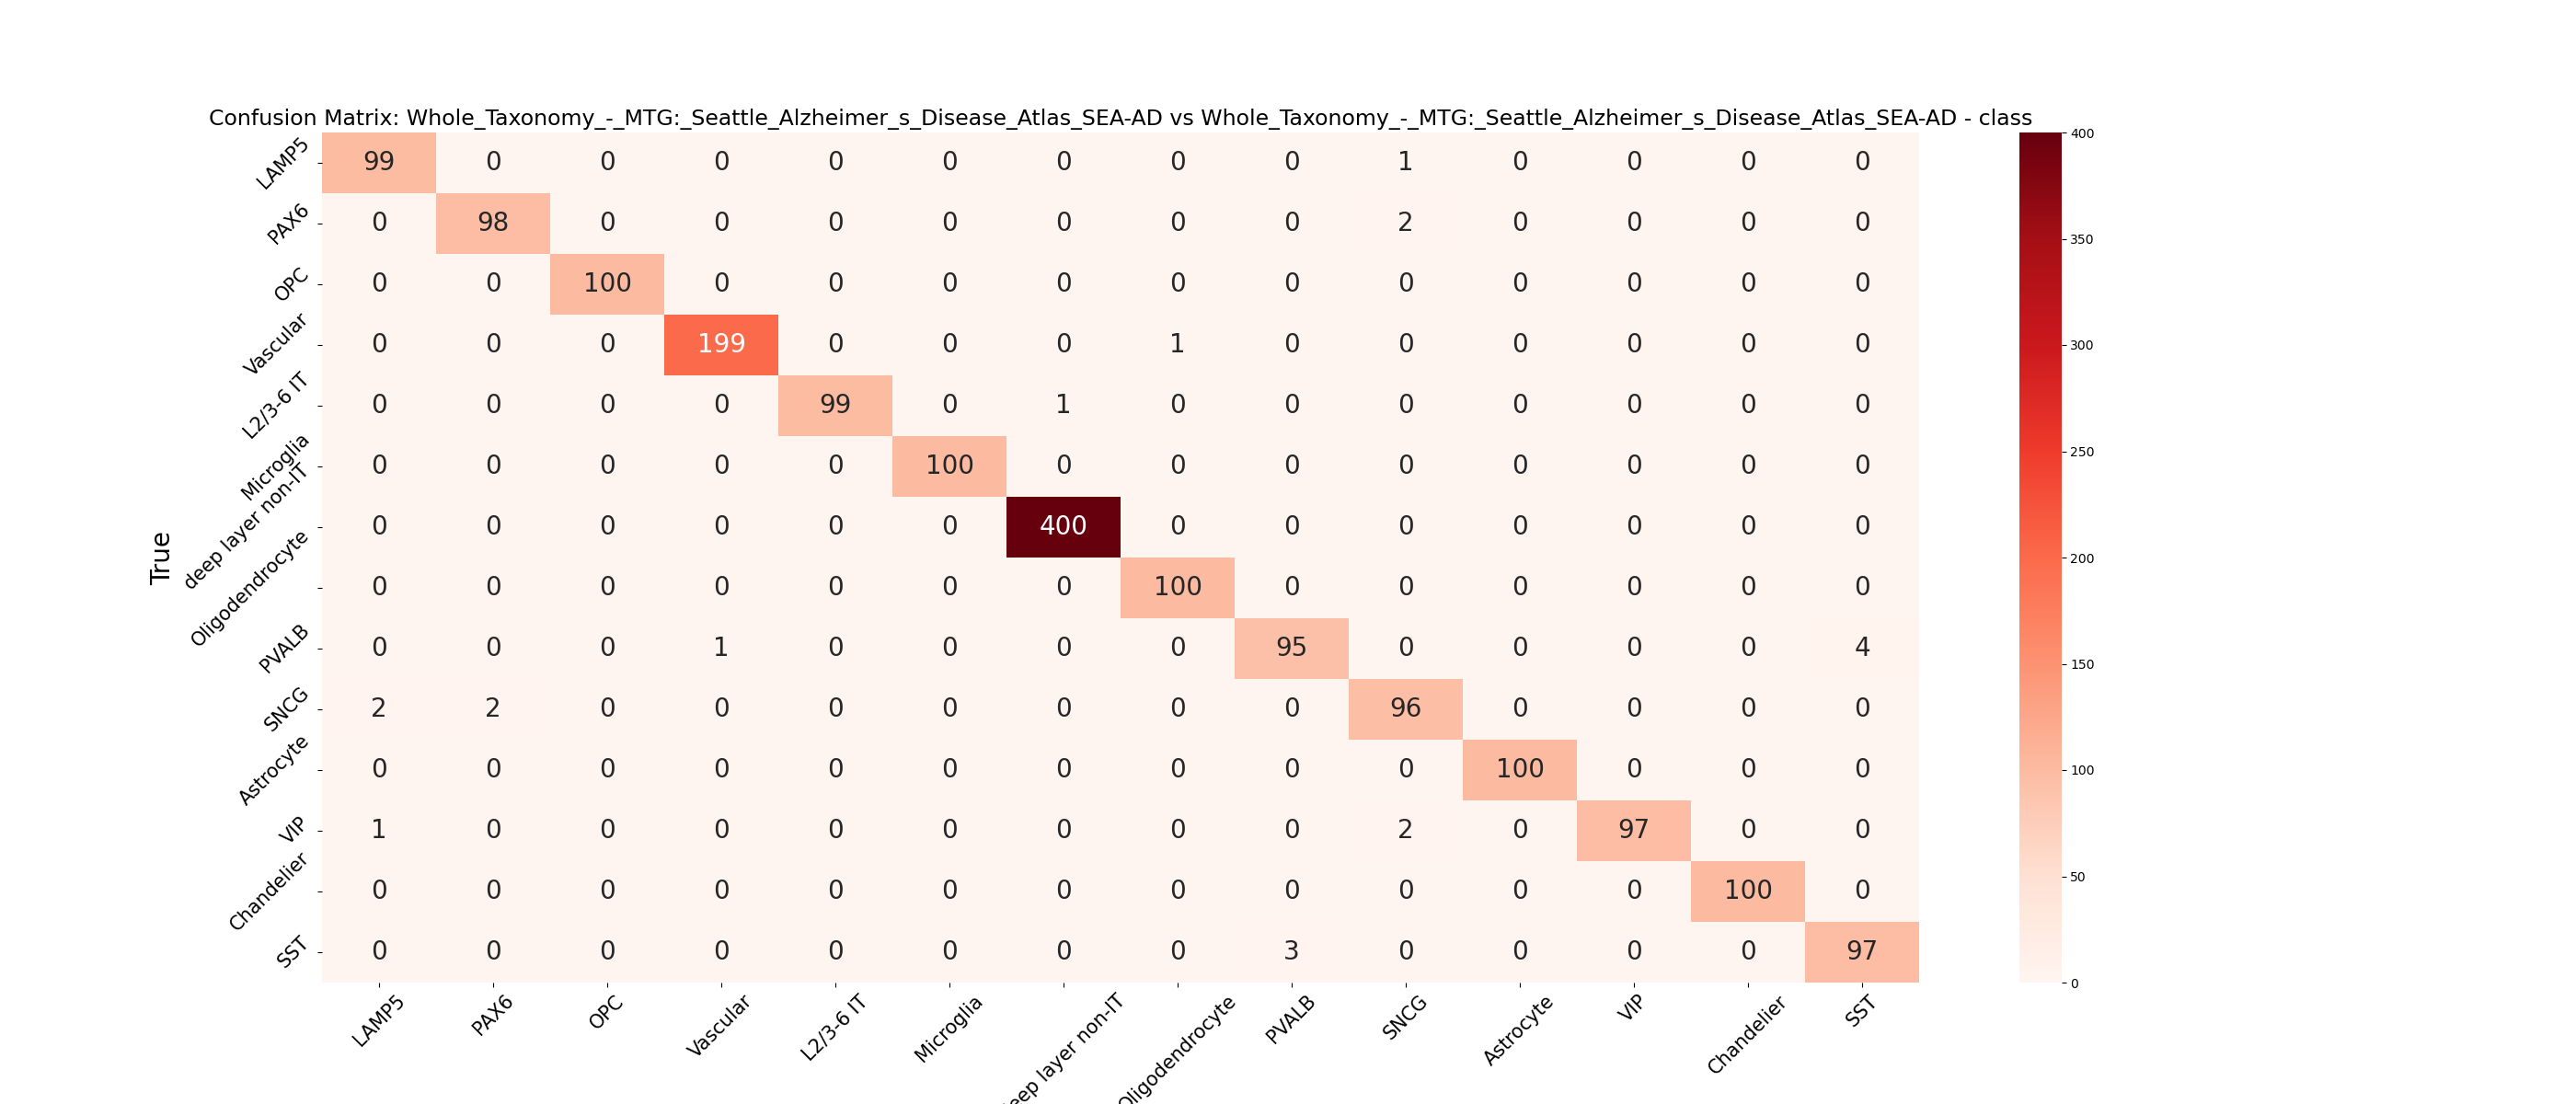 Confusion Matrix: Whole_Taxonomy_-_MTG:_Seattle_Alzheimer_s_Disease_Atlas_SEA-AD vs Whole_Taxonomy_-_MTG:_Seattle_Alzheimer_s_Disease_Atlas_SEA-AD - class
LAMP5 99 0 0 0 0 0 0 0 0 1 0 0 0 0
PAX6 0 98 0 0 0 0 0 0 0 2 0 0 0 0
OPC 0 0 100 0 0 0 0 0 0 0 0 0 0 0
Vascular 0 0 0 199 0 0 0 1 0 0 0 0 0 0
L2/3-6 IT 0 0 0 0 99 0 1 0 0 0 0 0 0 0
Microglia 0 0 0 0 0 100 0 0 0 0 0 0 0 0
deep layer non-IT 0 0 0 0 0 0 400 0 0 0 0 0 0 0
Oligodendrocyte 0 0 0 0 0 0 0 100 0 0 0 0 0 0
PVALB 0 0 0 1 0 0 0 0 95 0 0 0 0 4
SNCG 2 2 0 0 0 0 0 0 0 96 0 0 0 0
Astrocyte 0 0 0 0 0 0 0 0 0 0 100 0 0 0
VIP 1 0 0 0 0 0 0 0 0 2 0 97 0 0
Chandelier 0 0 0 0 0 0 0 0 0 0 0 0 100 0
SST 0 0 0 0 0 0 0 0 3 0 0 0 0 97
True
LAMP5 PAX6 OPC Vascular L2/3-6 IT Microglia layer non-IT PVALB SNCG Astrocyte VIP Chandelier SST
400
350
300
250
200
150
100
50
0